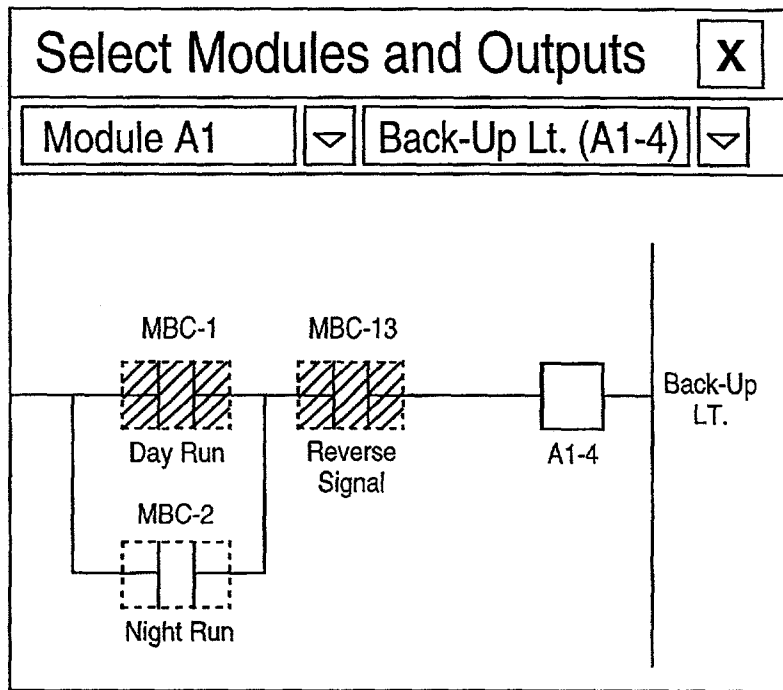 Select Modules and Outputs X
Module A1 Back-Up Lt. (A1-4)
MBC-1 MBC-13
Day Run
Reverse
Signal
A1-4
Back-Up
LT.
MBC-2
Night Run